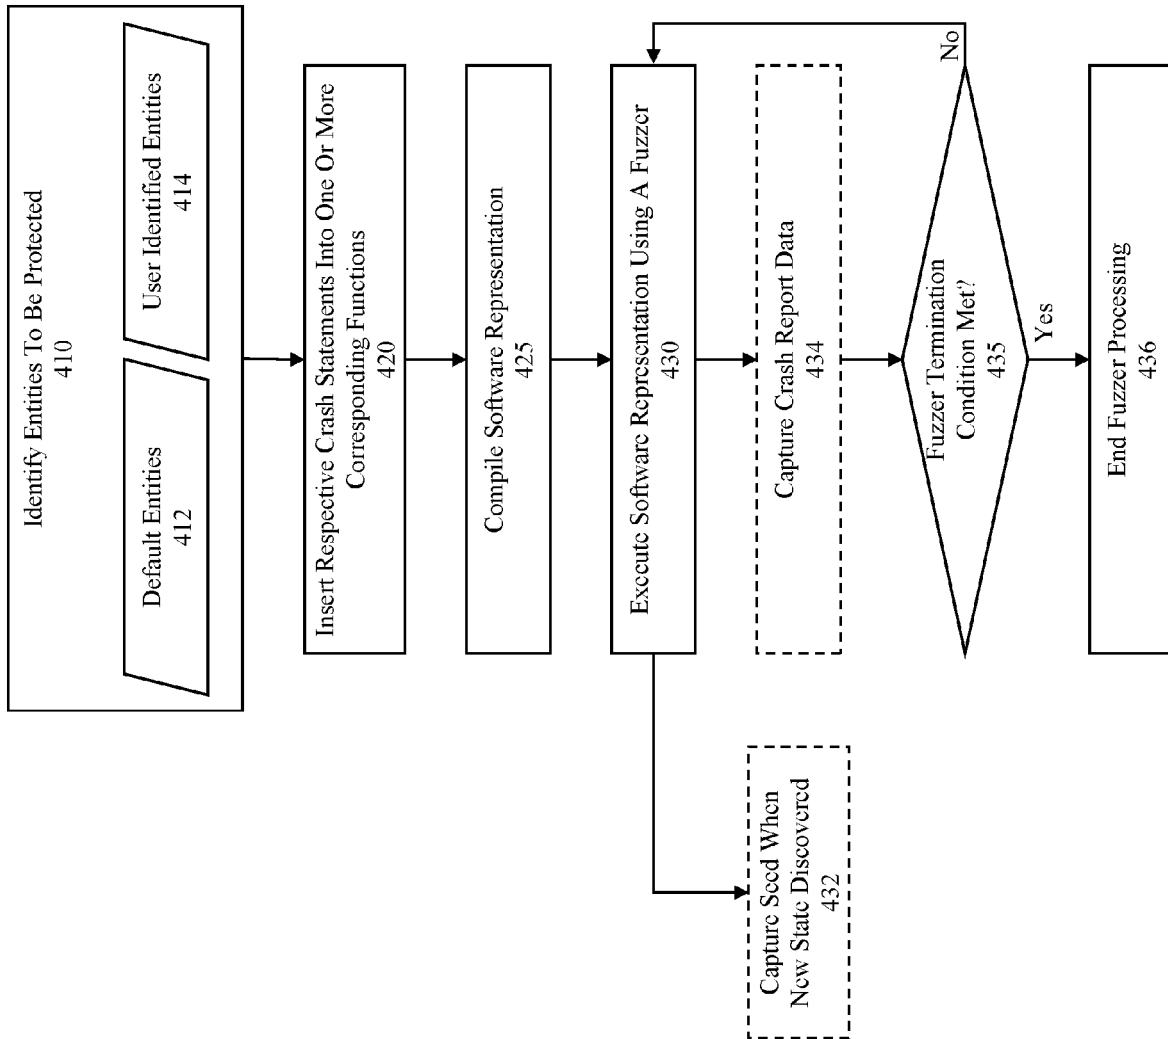 Identify Entities To Be Protected
410
Default Entities
412
User Identified Entities
414
Insert Respective Crash Statements Into One Or More
Corresponding Functions
420
Compile Software Representation
425
Execute Software Representation Using A Fuzzer
430
Capture Seed When
New State Discovered
432
Capture Crash Report Data
434
Fuzzer Termination
Condition Met?
435
No
Yes
End Fuzzer Processing
436